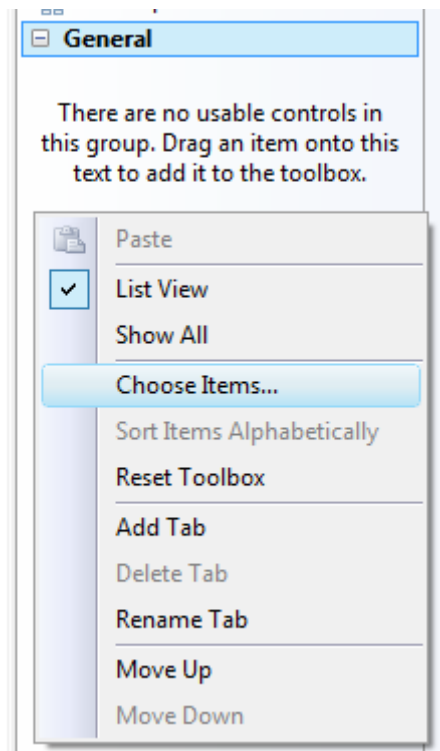 General
There are no usable controls in
this group. Drag an item onto this
text to add it to the toolbox.
Paste
List View
Show All
Choose Items...
Sort Items Alphabetically
Reset Toolbox
Add Tab
Delete Tab
Rename Tab
Move Up
Move Down